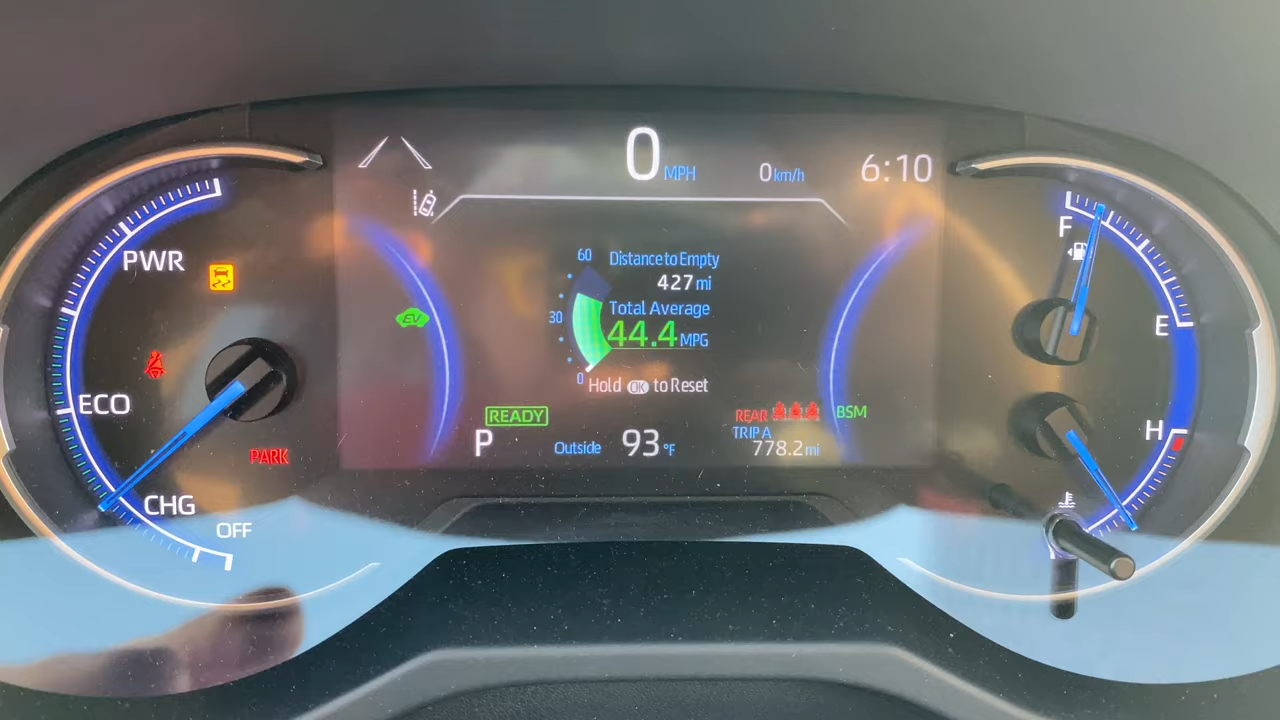 0 MPH 0 km/h 6:10
PWR
ECO
CHG
OFF
PARK
EV
60
30
0
Distance to Empty
427 mi
Total Average
44.4 MPG
Hold OK to Reset
READY
P
Outside 93 °F
REAR
BSM
TRIP A
778.2 mi
F
E
H